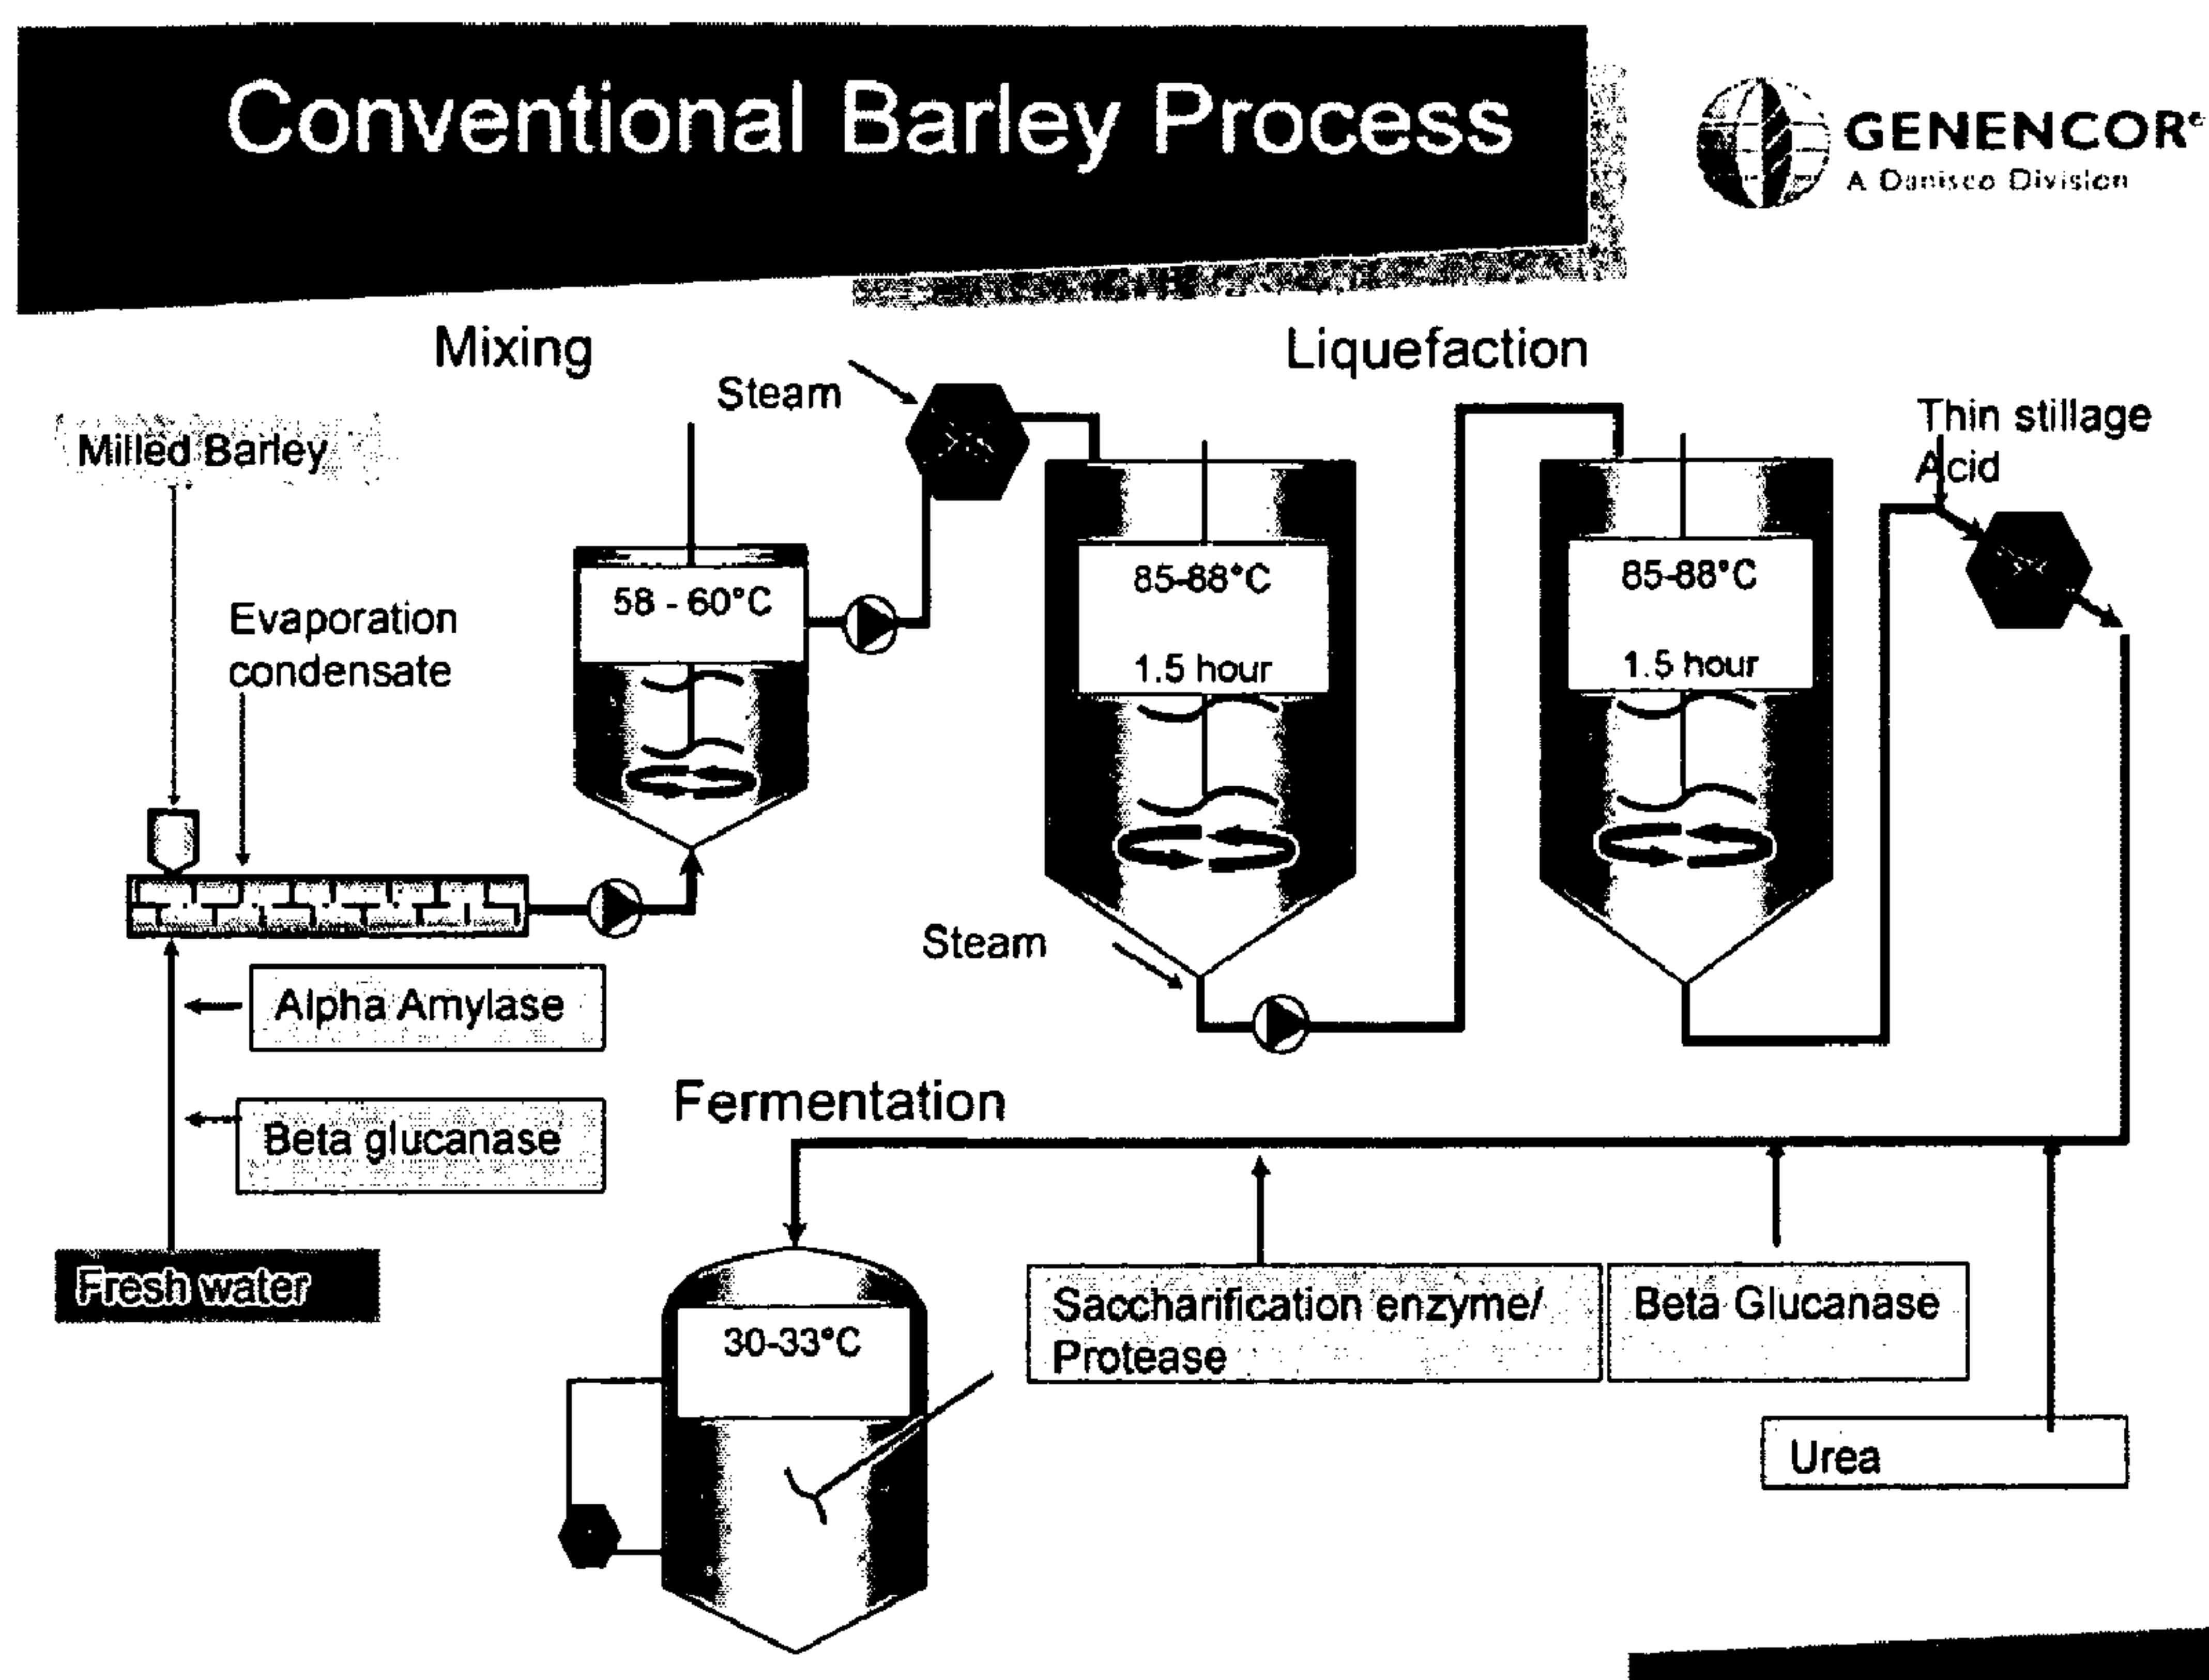 Conventional Barley Process
GENENCOR®
A Danisco Division
Mixing
Liquefaction
Steam
Thin stillage
Acid
Milled Barley
58 - 60°C
85-88°C
1.5 hour
85-88°C
1.5 hour
Evaporation
condensate
Steam
Alpha Amylase
Beta glucanase
Fresh water
Fermentation
30-33°C
Saccharification enzyme/
Protease
Beta Glucanase
Urea